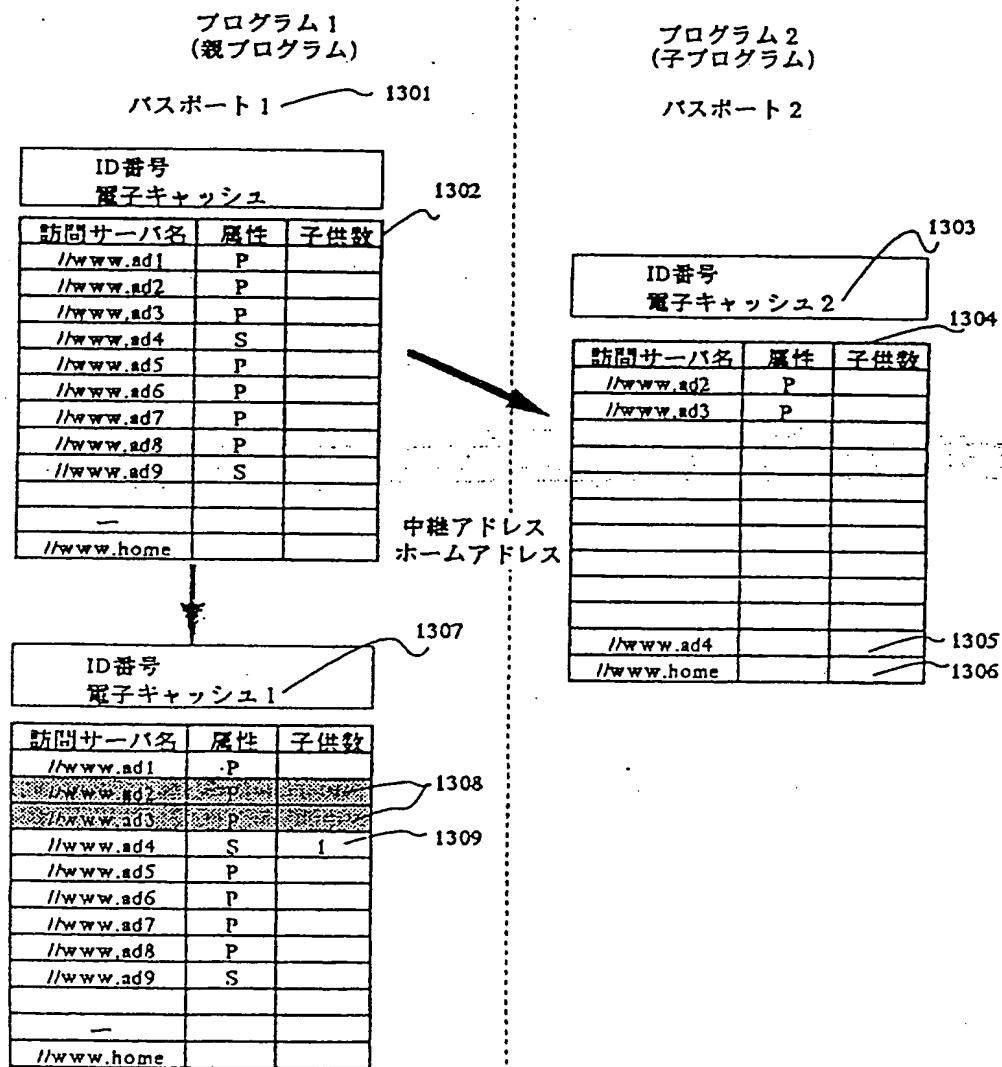 プログラム1
(親プログラム)
パスポート1
1301
ID番号
電子キャッシュ
1302
訪問サーバ名 属性 子供数
//www.ad1 P
//www.ad2 P
//www.ad3 P
//www.ad4 S
//www.ad5 P
//www.ad6 P
//www.ad7 P
//www.ad8 P
//www.ad9 S
—
//www.home
中継アドレス
ホームアドレス
ID番号
電子キャッシュ1
1307
訪問サーバ名 属性 子供数
//www.ad1 P
//www.ad2 P
//www.ad3 P
1308
//www.ad4 S 1
1309
//www.ad5 P
//www.ad6 P
//www.ad7 P
//www.ad8 P
//www.ad9 S
—
//www.home
プログラム2
(子プログラム)
パスポート2
1303
ID番号
電子キャッシュ2
1304
訪問サーバ名 属性 子供数
//www.ad2 P
//www.ad3 P
//www.ad4
1305
//www.home
1306